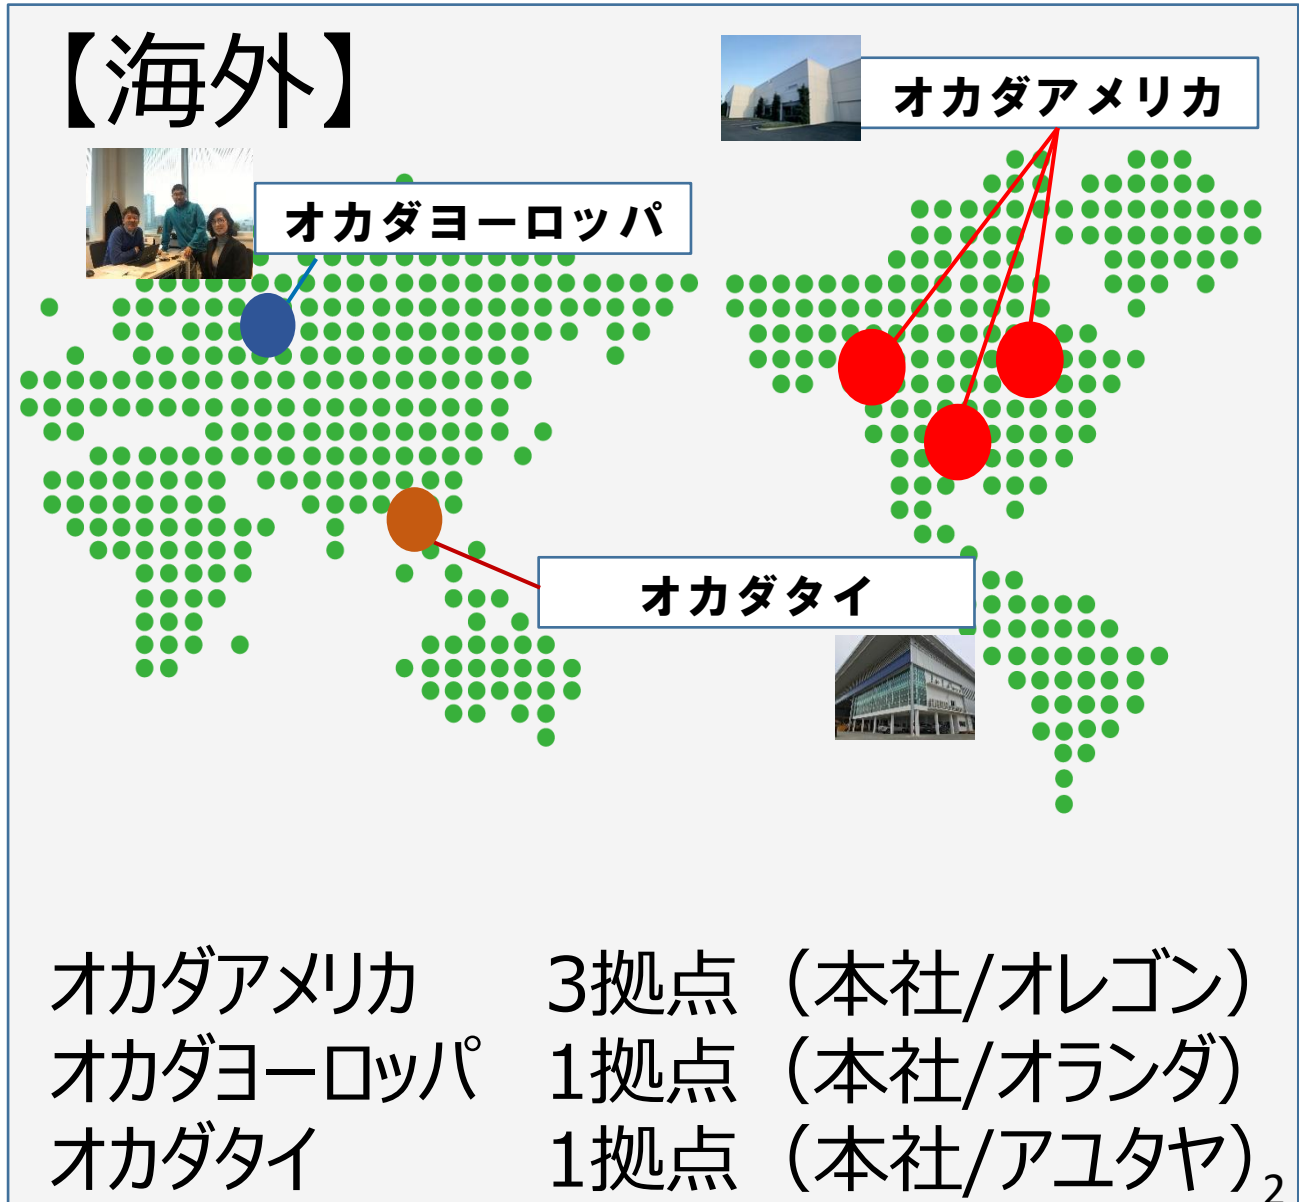 【海外】
オカダアメリカ
オカダヨーロッパ
オカダタイ
オカダアメリカ 3拠点（本社/オレゴン）
オカダヨーロッパ 1拠点（本社/オランダ）
オカダタイ 1拠点（本社/アユタヤ）
2